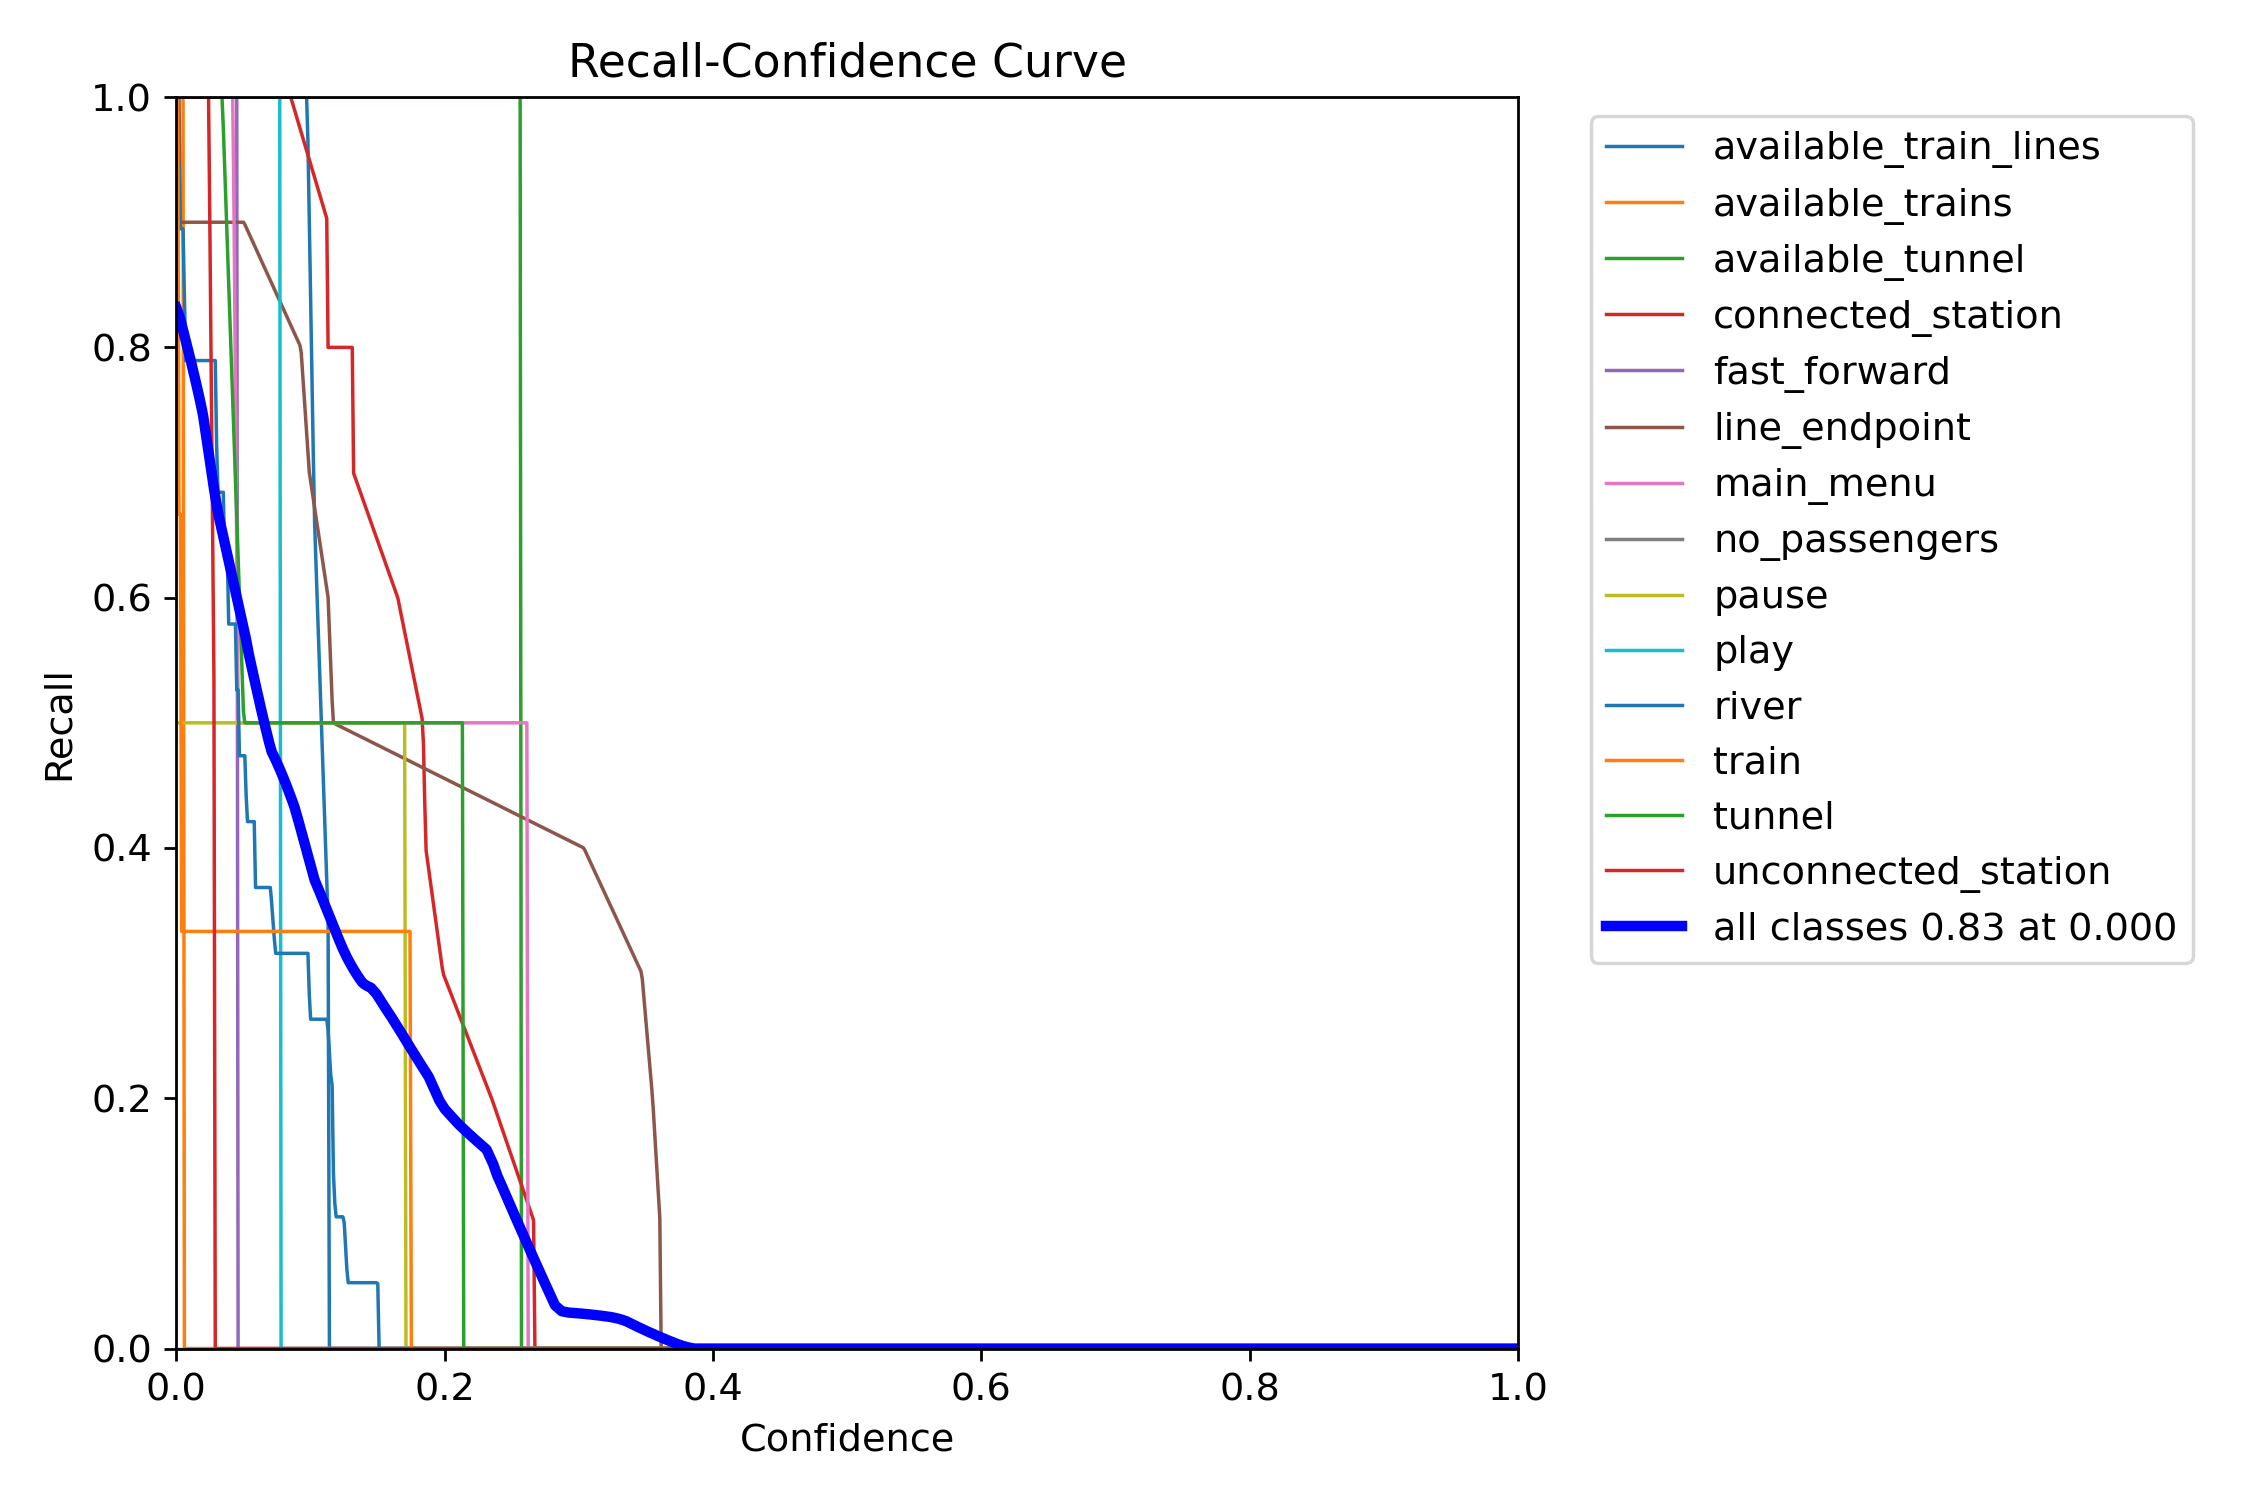 Recall-Confidence Curve
1.0
0.8
0.6
0.4
0.2
0.0
Recall
0.0 0.2 0.4 0.6 0.8 1.0
Confidence
available_train_lines
available_trains
available_tunnel
connected_station
fast_forward
line_endpoint
main_menu
no_passengers
pause
play
river
train
tunnel
unconnected_station
all classes 0.83 at 0.000